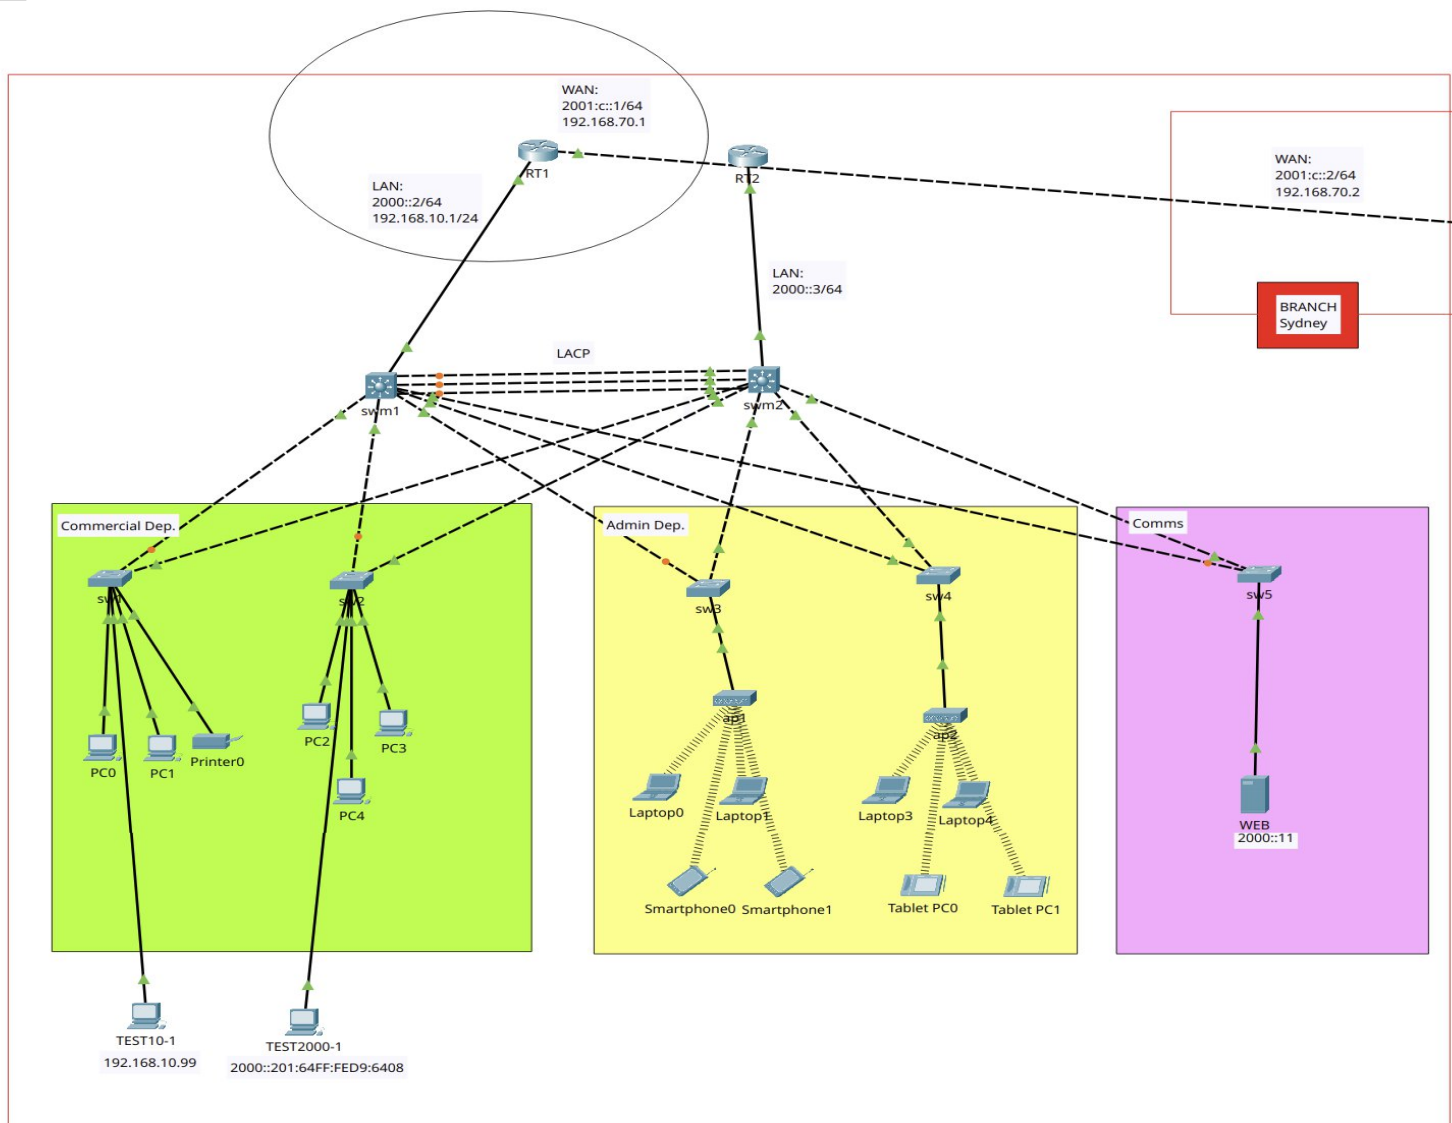 WAN:
2001:c::1/64
192.168.70.1
RT1
RT2
WAN:
2001:c::2/64
192.168.70.2
LAN:
2000::2/64
192.168.10.1/24
LAN:
2000::3/64
BRANCH
Sydney
LACP
swm1
swm2
Commercial Dep.
Admin Dep.
Comms
sw1
sw2
sw3
sw4
sw5
ap1
ap2
PC0
PC1
Printer0
PC2
PC3
PC4
Laptop0
Laptop1
Laptop3
Laptop4
WEB
2000::11
Smartphone0
Smartphone1
Tablet PC0
Tablet PC1
TEST10-1
192.168.10.99
TEST2000-1
2000::201:64FF:FED9:6408